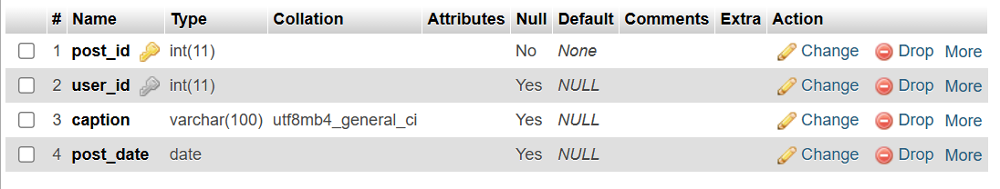 # Name Type Collation Attributes Null Default Comments Extra Action
1 post_id int(11) No None Change Drop More
2 user_id int(11) Yes NULL Change Drop More
3 caption varchar(100) utf8mb4_general_ci Yes NULL Change Drop More
4 post_date date Yes NULL Change Drop More